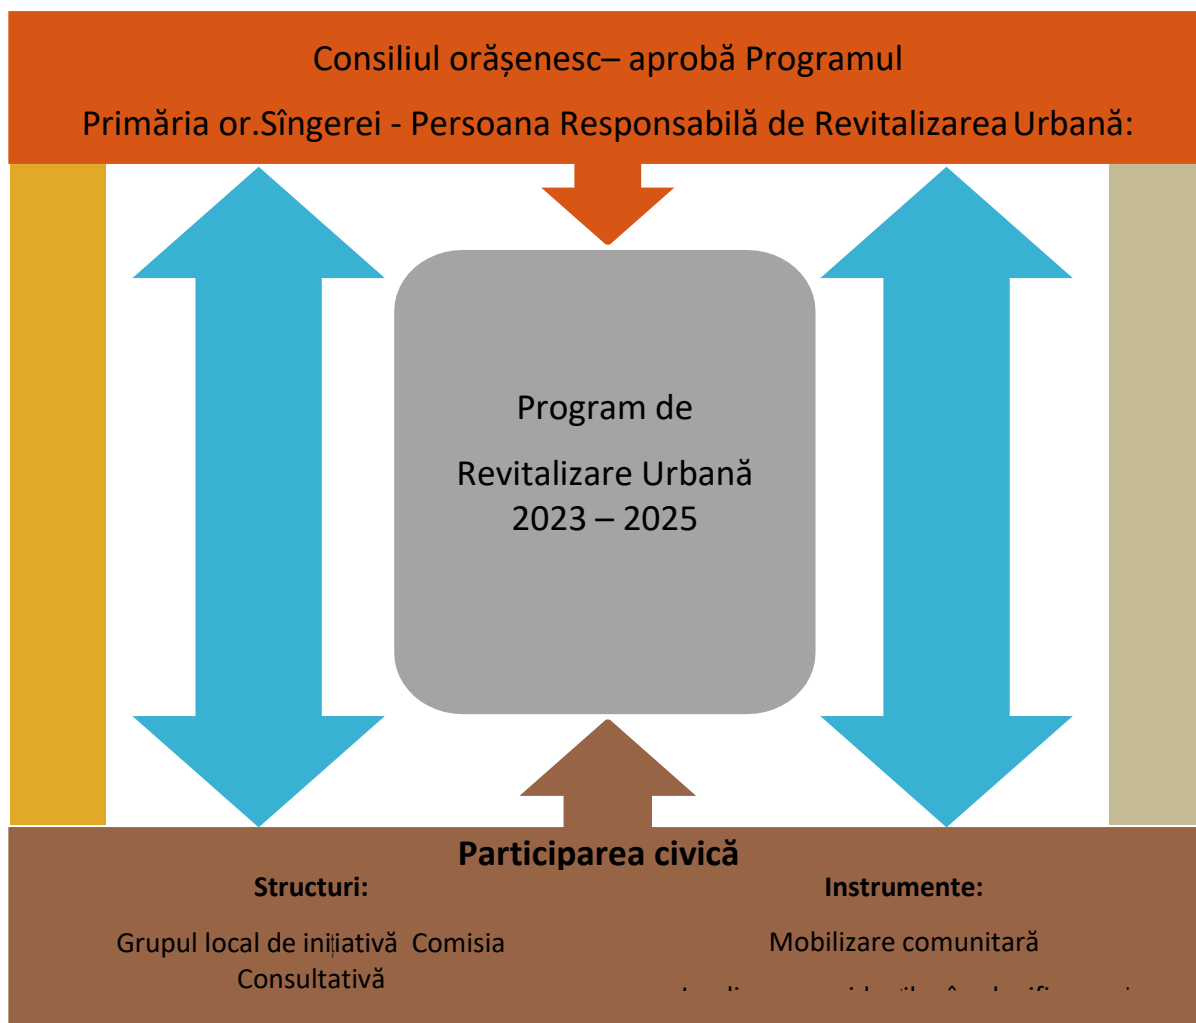 Consiliul orășenesc– aprobă Programul
Primăria or.Sîngerei - Persoana Responsabilă de Revitalizarea Urbană:
Program de
Revitalizare Urbană
2023 – 2025
Participarea civică
Structuri:
Grupul local de inițiativă Comisia
Consultativă
Instrumente:
Mobilizare comunitară